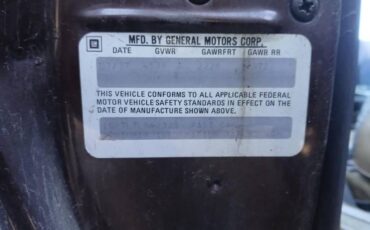 GM
MFD. BY GENERAL MOTORS CORP.
DATE GVWR GAWRFRT GAWR RR
THIS VEHICLE CONFORMS TO ALL APPLICABLE FEDERAL
MOTOR VEHICLE SAFETY STANDARDS IN EFFECT ON THE
DATE OF MANUFACTURE SHOWN ABOVE.